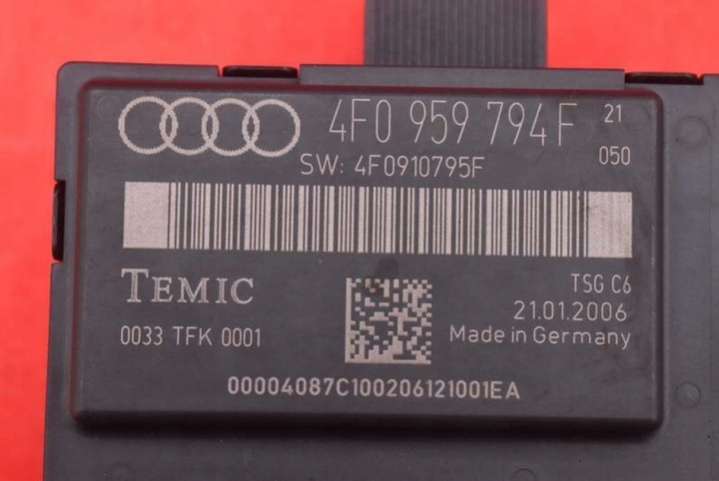 4F0 959 794 F 21
050
SW: 4F0910795F
TEMIC
TSG C6
21.01.2006
0033 TFK 0001
Made in Germany
00004087C100206121001EA